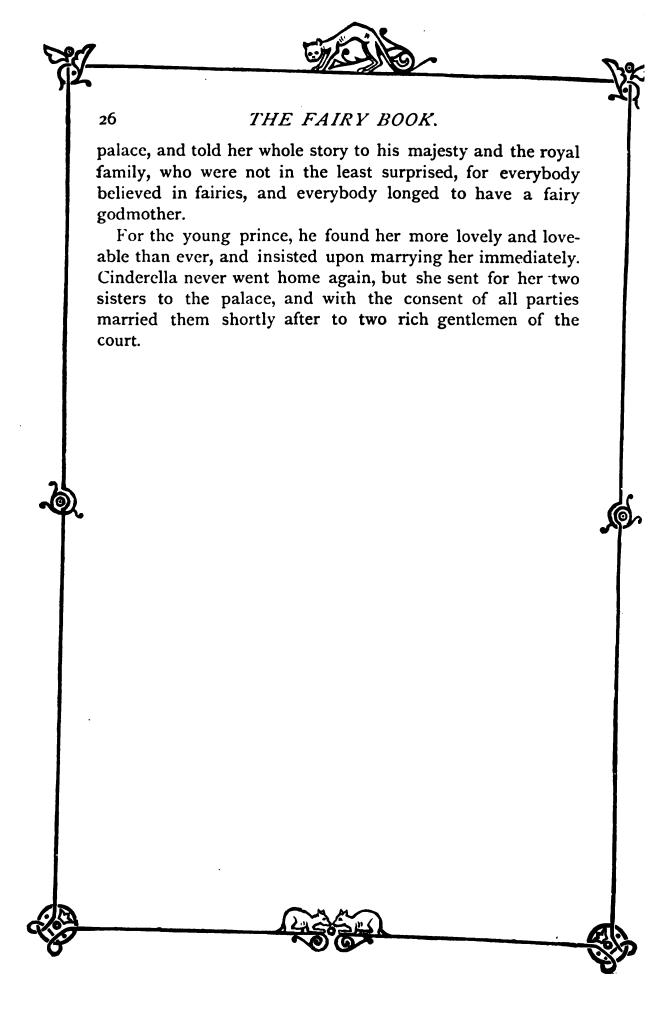 26 THE FAIRY BOOK.
palace, and told her whole story to his majesty and the royal
family, who were not in the least surprised, for everybody
believed in fairies, and everybody longed to have a fairy
godmother.
For the young prince, he found her more lovely and love-
able than ever, and insisted upon marrying her immediately.
Cinderella never went home again, but she sent for her two
sisters to the palace, and with the consent of all parties
married them shortly after to two rich gentlemen of the
court.